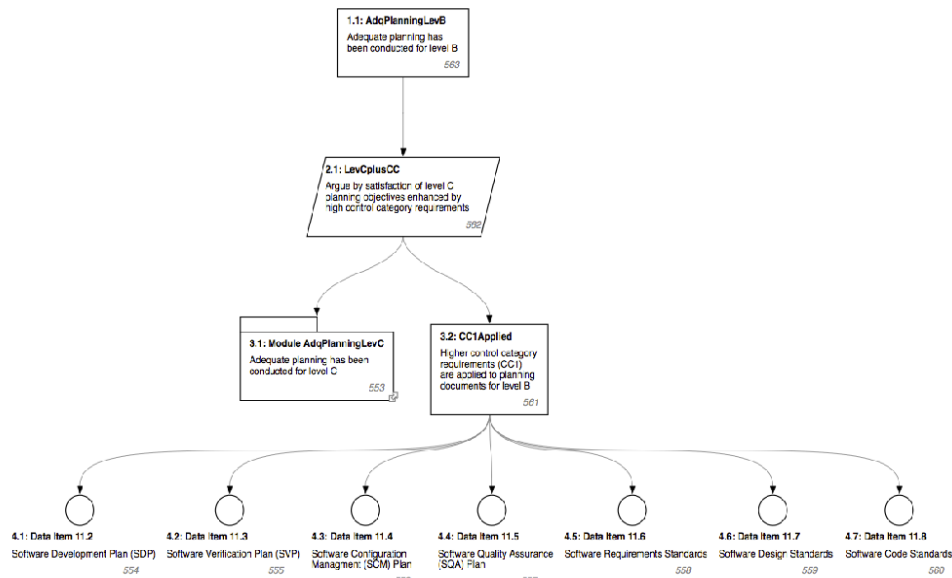 1.1: AdqPlanningLevB
Adequate planning has
been conducted for level B
563
2.1: LevCplusCC
Argue by satisfaction of level C
planning objectives enhanced by
high control category requirements
562
3.1: Module AdqPlanningLevC
Adequate planning has been
conducted for level C
553
3.2: CC1Applied
Higher control category
requirements (CC1)
are applied to planning
documents for level B
561
4.1: Data Item 11.2
Software Development Plan (SDP)
554
4.2: Data Item 11.3
Software Verification Plan (SVP)
555
4.3: Data Item 11.4
Software Configuration
Managment (SCM) Plan
4.4: Data Item 11.5
Software Quality Assurance
(SQA) Plan
4.5: Data Item 11.6
Software Requirements Standards
558
4.6: Data Item 11.7
Software Design Standards
559
4.7: Data Item 11.8
Software Code Standards
560